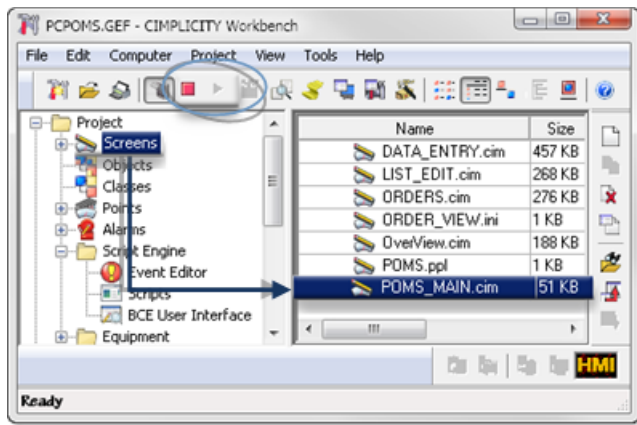 PCPOMS.GEF - CIMPLICITY Workbench
File Edit Computer Project View Tools Help
Project
Screens
Objects
Classes
Points
Alarms
Script Engine
Event Editor
Scripts
BCE User Interface
Equipment
Name Size
DATA_ENTRY.cim 457 KB
LIST_EDIT.cim 268 KB
ORDERS.cim 276 KB
ORDER_VIEW.ini 1 KB
OverView.cim 188 KB
POMS.ppl 1 KB
POMS_MAIN.cim 51 KB
HMI
Ready